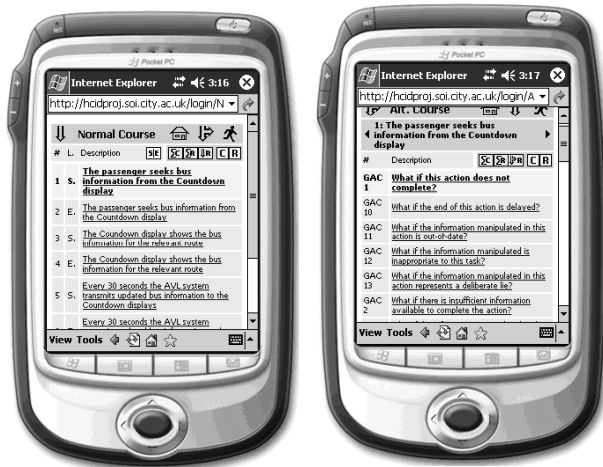 REC
Pocket PC
Internet Explorer 3:16
http://hcidproj.soi.city.ac.uk/login/N
Normal Course
# L. Description S E ΣC ΣR ⇓R C R
1 S. The passenger seeks bus
information from the Countdown
display
2 E. The passenger seeks bus information from
the Countdown display
3 S. The Coundown display shows the bus
information for the relevant route
4 E. The Countdown display shows the bus
information for the relevant route
5 S. Every 30 seconds the AVL system
transmits updated bus information to the
Countdown displays
Every 30 seconds the AVL system
View Tools
REC
Pocket PC
Internet Explorer 3:17
http://hcidproj.soi.city.ac.uk/login/A
Alt. Course
1: The passenger seeks bus
information from the Countdown
display
# Description ΣC ΣR R C R
GAC 1 What if this action does not
complete?
GAC 10 What if the end of this action is delayed?
GAC 11 What if the information manipulated in this
action is out-of-date?
GAC 12 What if the information manipulated is
inappropriate to this task?
GAC 13 What if the information manipulated in this
action represents a deliberate lie?
GAC 2 What if there is insufficient information
available to complete the action?
View Tools